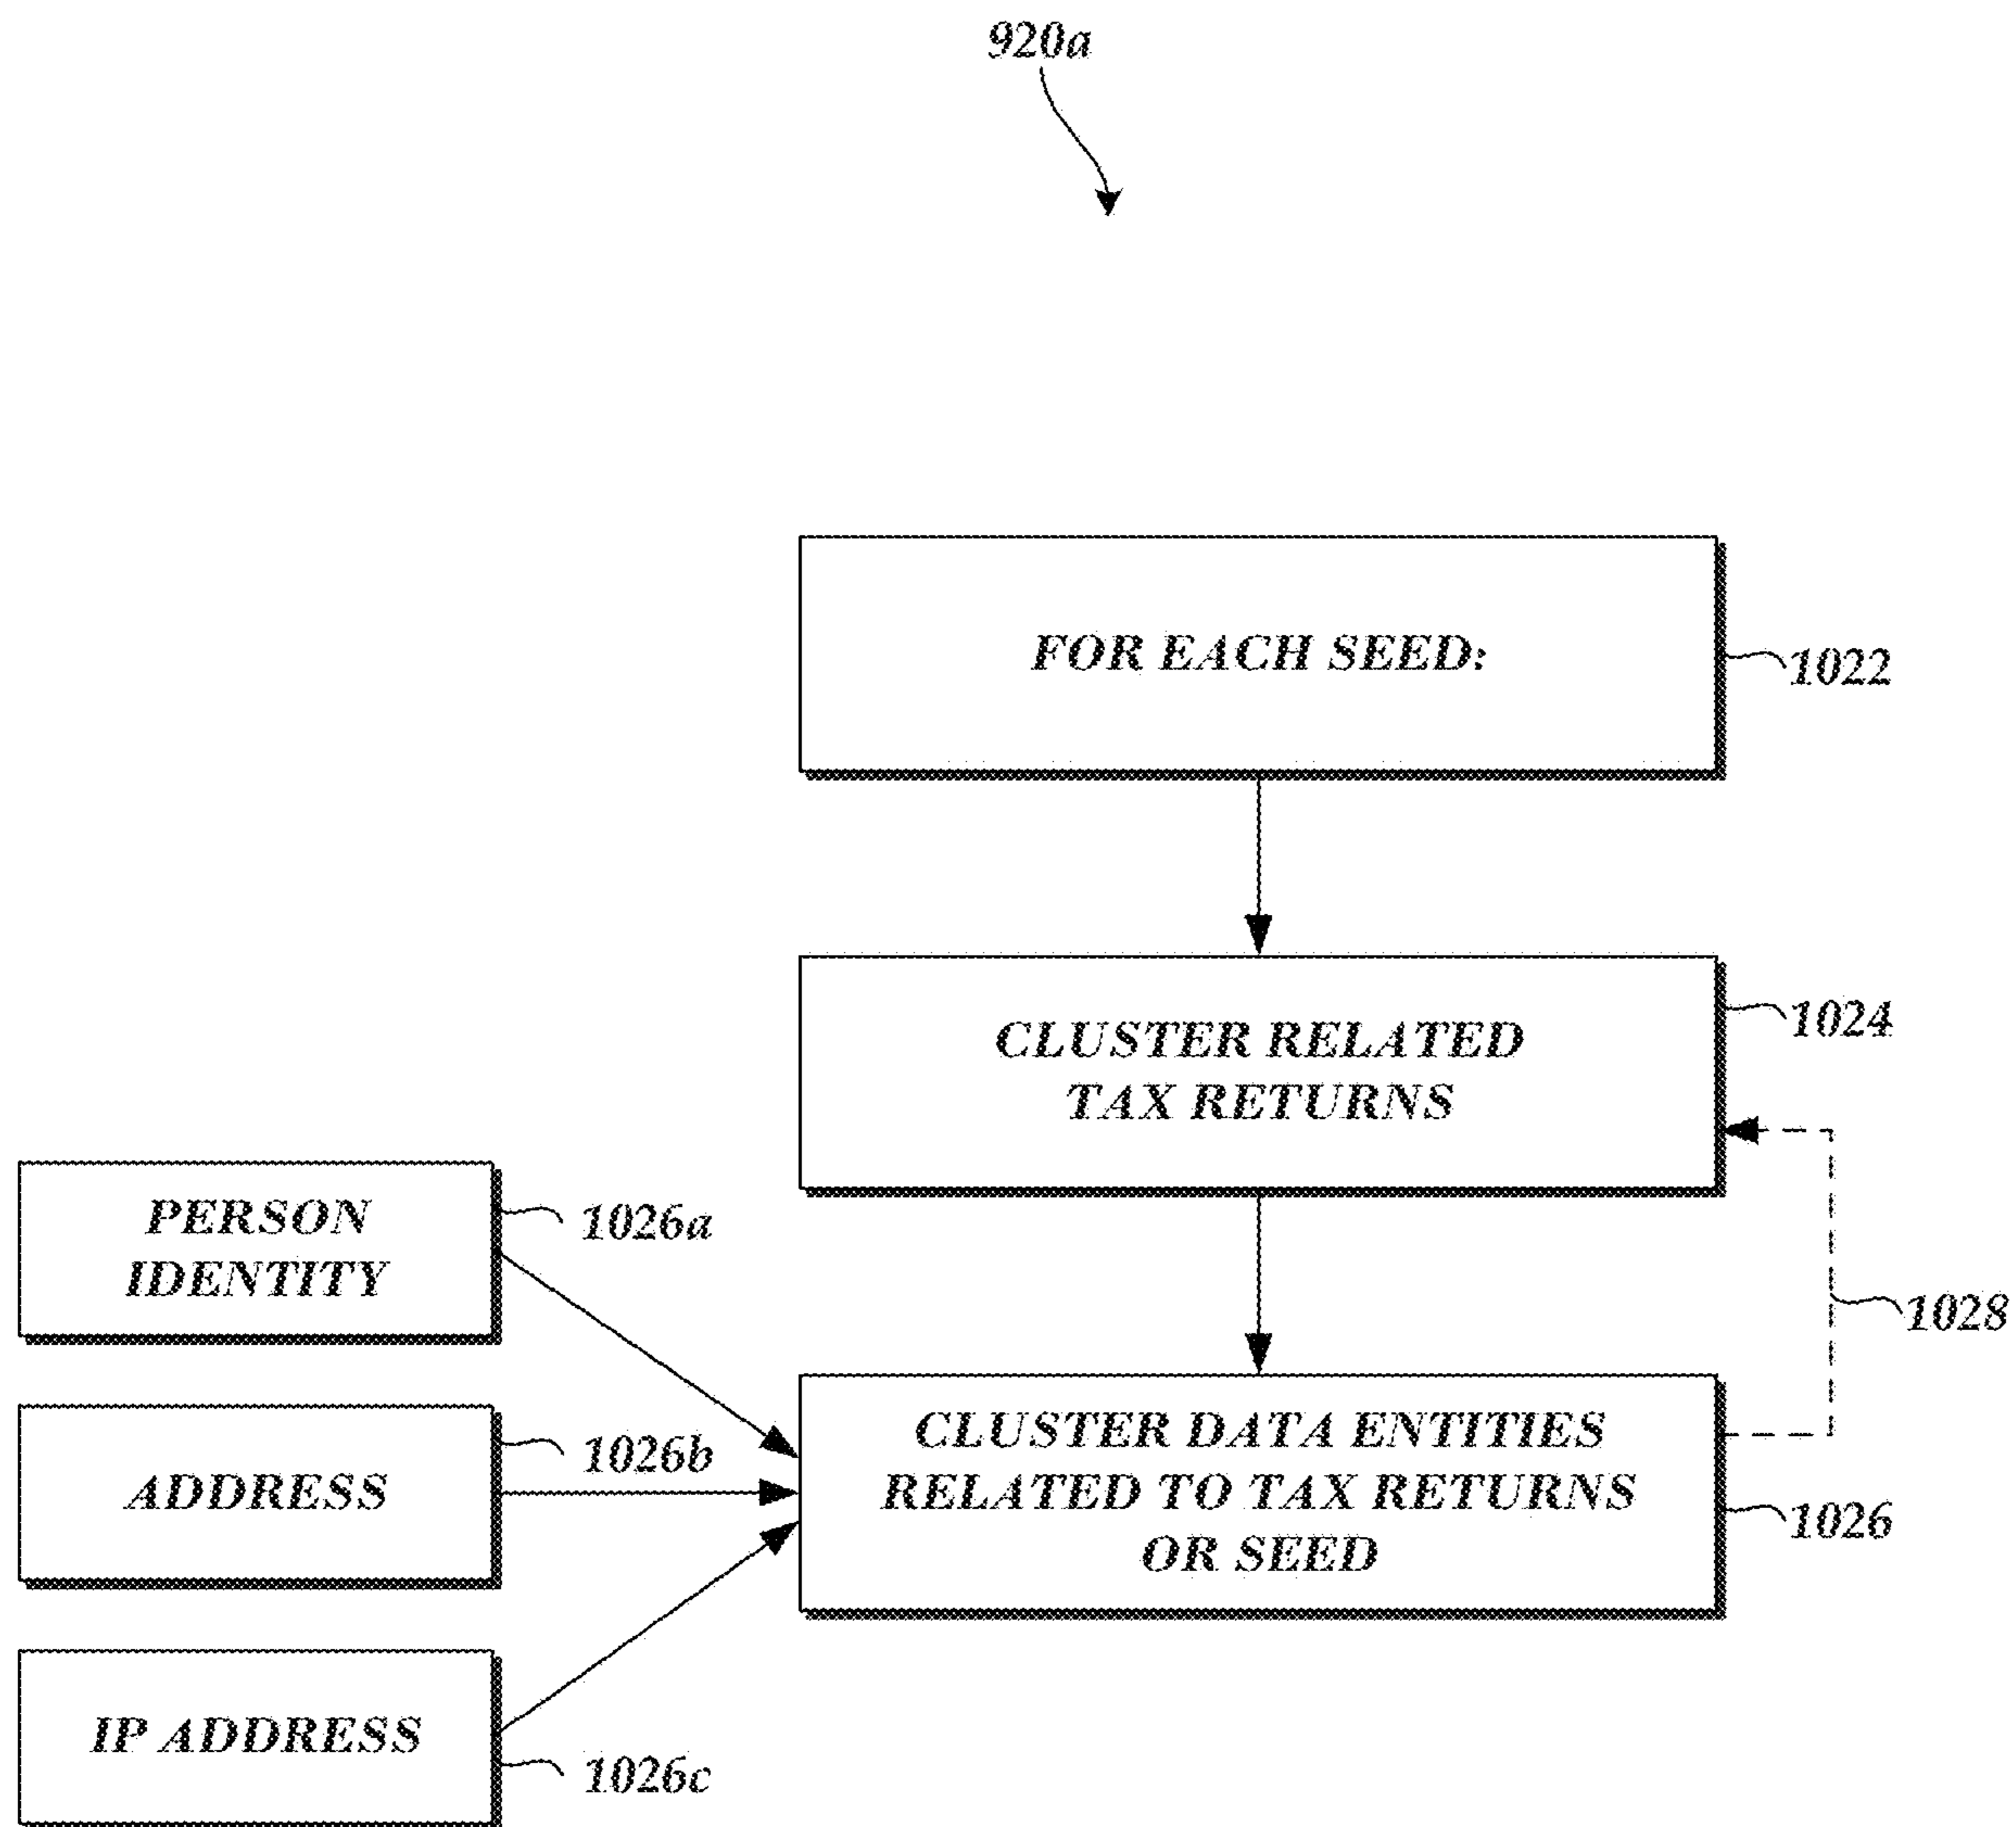 920a
FOR EACH SEED:
1022
CLUSTER RELATED
TAX RETURNS
1024
PERSON
IDENTITY
1026a
1028
ADDRESS
1026b
CLUSTER DATA ENTITIES
RELATED TO TAX RETURNS
OR SEED
1026
IP ADDRESS
1026c